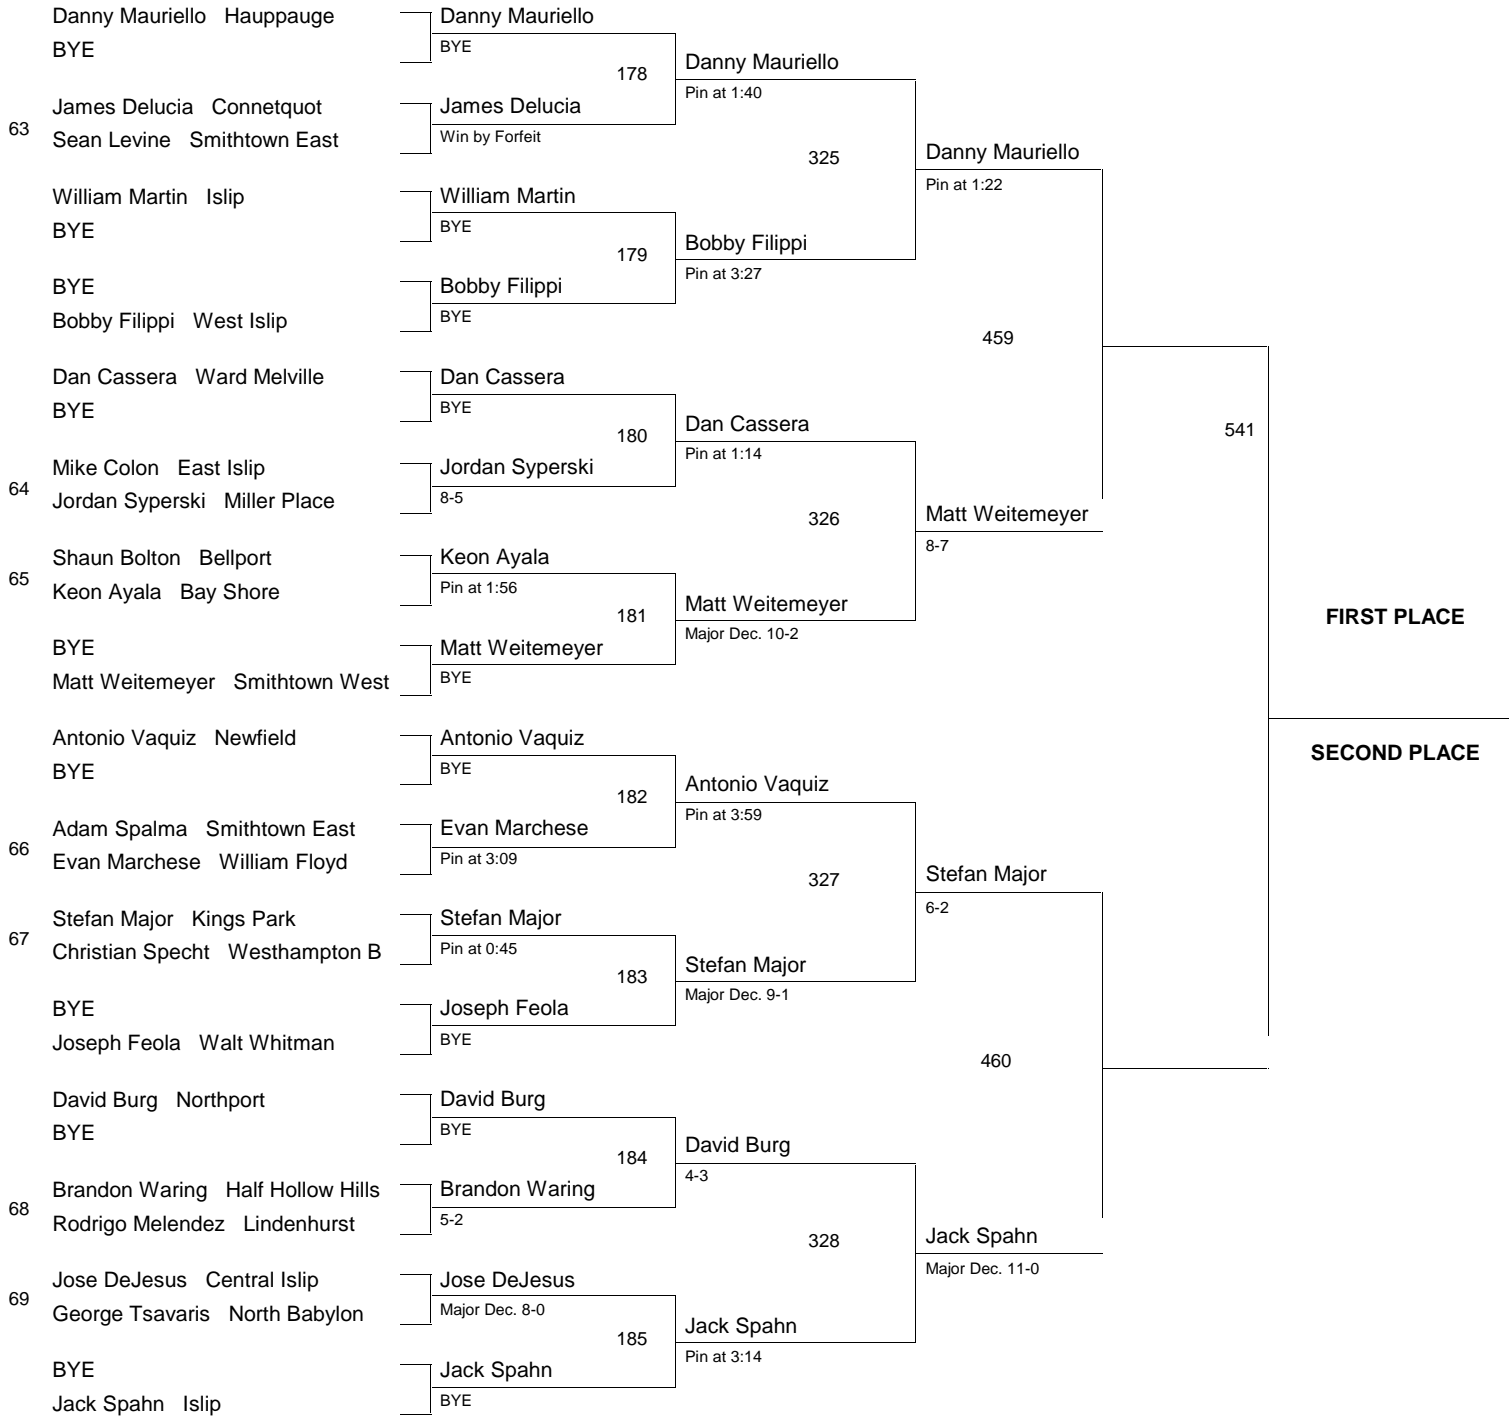 Danny Mauriello Hauppauge
BYE
63
James Delucia Connetquot
Sean Levine Smithtown East
William Martin Islip
BYE
BYE
Bobby Filippi West Islip
Dan Cassera Ward Melville
BYE
64
Mike Colon East Islip
Jordan Syperski Miller Place
65
Shaun Bolton Bellport
Keon Ayala Bay Shore
BYE
Matt Weitemeyer Smithtown West
Antonio Vaquiz Newfield
BYE
66
Adam Spalma Smithtown East
Evan Marchese William Floyd
67
Stefan Major Kings Park
Christian Specht Westhampton B
BYE
Joseph Feola Walt Whitman
David Burg Northport
BYE
68
Brandon Waring Half Hollow Hills
Rodrigo Melendez Lindenhurst
69
Jose DeJesus Central Islip
George Tsavaris North Babylon
BYE
Jack Spahn Islip
Danny Mauriello
BYE
178
James Delucia
Win by Forfeit
William Martin
BYE
179
Bobby Filippi
BYE
Dan Cassera
BYE
180
Jordan Syperski
8-5
Keon Ayala
Pin at 1:56
181
Matt Weitemeyer
BYE
Antonio Vaquiz
BYE
182
Evan Marchese
Pin at 3:09
Stefan Major
Pin at 0:45
183
Joseph Feola
BYE
David Burg
BYE
184
Brandon Waring
5-2
Jose DeJesus
Major Dec. 8-0
185
Jack Spahn
BYE
Danny Mauriello
Pin at 1:40
325
Bobby Filippi
Pin at 3:27
Dan Cassera
Pin at 1:14
326
Matt Weitemeyer
Major Dec. 10-2
Antonio Vaquiz
Pin at 3:59
327
Stefan Major
Major Dec. 9-1
David Burg
4-3
328
Jack Spahn
Pin at 3:14
Danny Mauriello
Pin at 1:22
459
Matt Weitemeyer
8-7
Stefan Major
6-2
460
Jack Spahn
Major Dec. 11-0
541
FIRST PLACE
SECOND PLACE